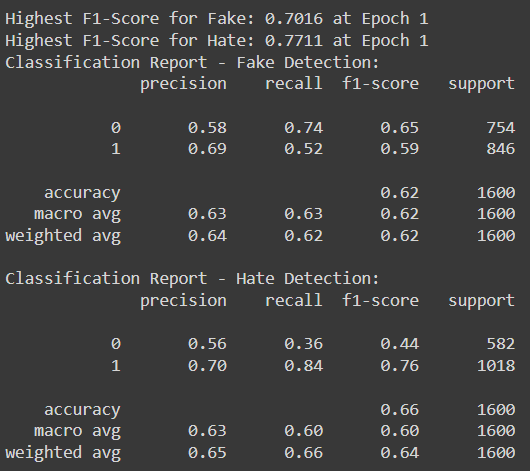 Highest F1-Score for Fake: 0.7016 at Epoch 1
Highest F1-Score for Hate: 0.7711 at Epoch 1
Classification Report - Fake Detection:
precision recall f1-score support
0 0.58 0.74 0.65 754
1 0.69 0.52 0.59 846
accuracy 0.62 1600
macro avg 0.63 0.63 0.62 1600
weighted avg 0.64 0.62 0.62 1600
Classification Report - Hate Detection:
precision recall f1-score support
0 0.56 0.36 0.44 582
1 0.70 0.84 0.76 1018
accuracy 0.66 1600
macro avg 0.63 0.60 0.60 1600
weighted avg 0.65 0.66 0.64 1600